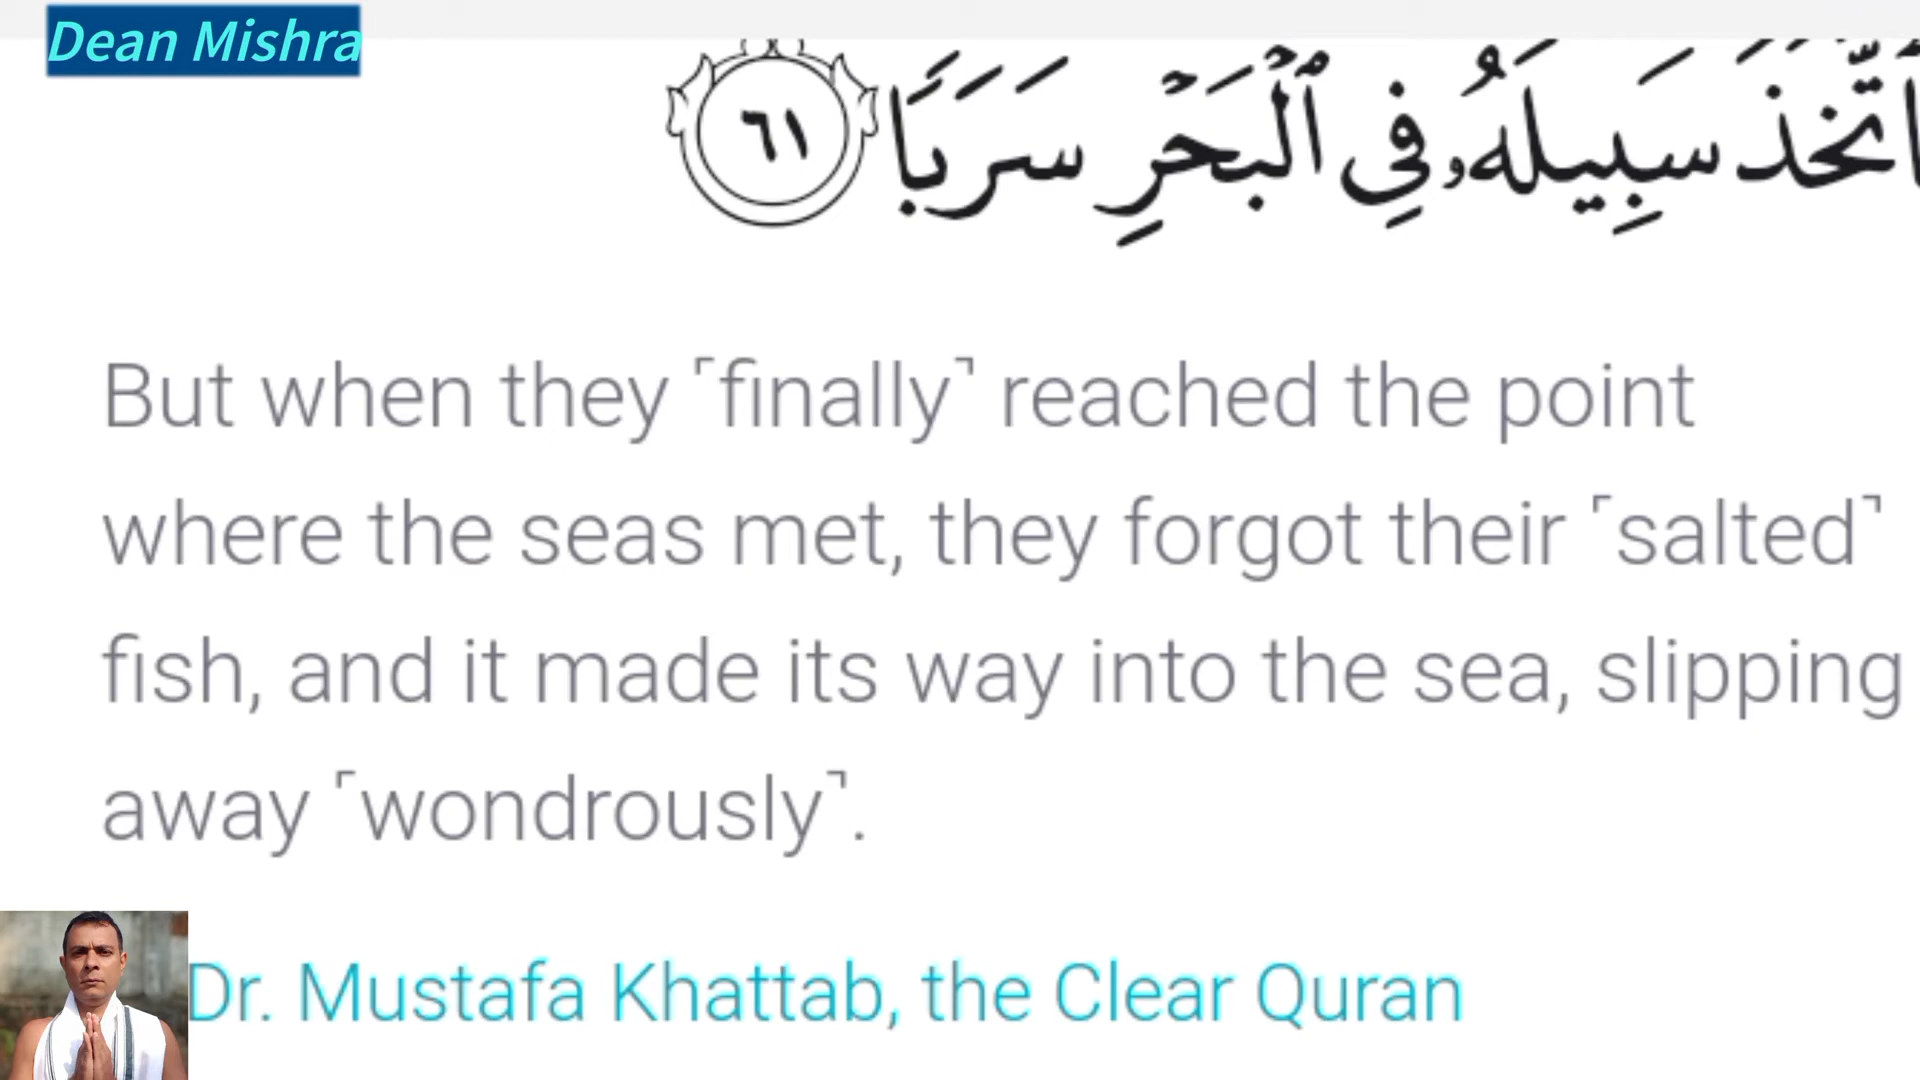 Dean Mishra
ٱتَّخَذَ سَبِيلَهُۥ فِى ٱلْبَحْرِ سَرَبًا ٦١
But when they ⸢finally⸣ reached the point
where the seas met, they forgot their ⸢salted⸣
fish, and it made its way into the sea, slipping
away ⸢wondrously⸣.
Dr. Mustafa Khattab, the Clear Quran